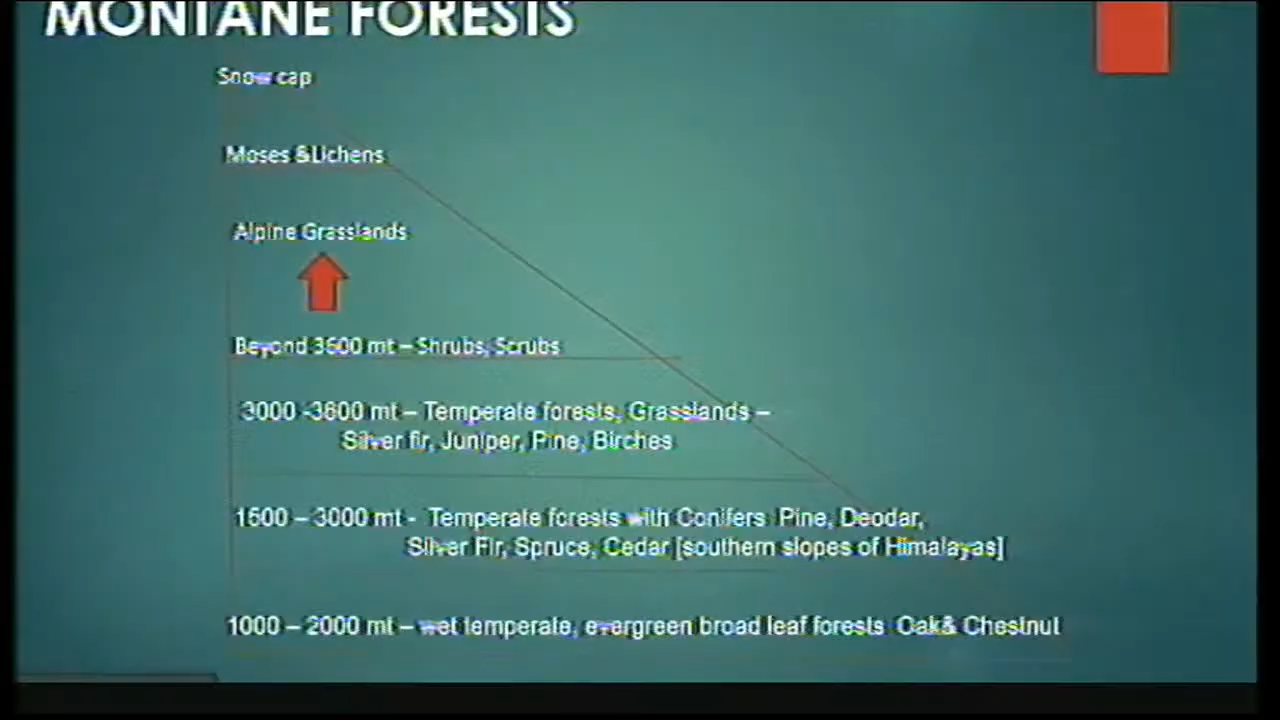 MONTANE FORESTS
Snow cap
Moses &Lichens
Alpine Grasslands
Beyond 3600 mt – Shrubs, Scrubs
3000 -3600 mt – Temperate forests, Grasslands –
Silver fir, Juniper, Pine, Birches
1500 – 3000 mt - Temperate forests with Conifers Pine, Deodar,
Silver Fir, Spruce, Cedar [southern slopes of Himalayas]
1000 – 2000 mt – wet temperate, evergreen broad leaf forests Oak& Chestnut